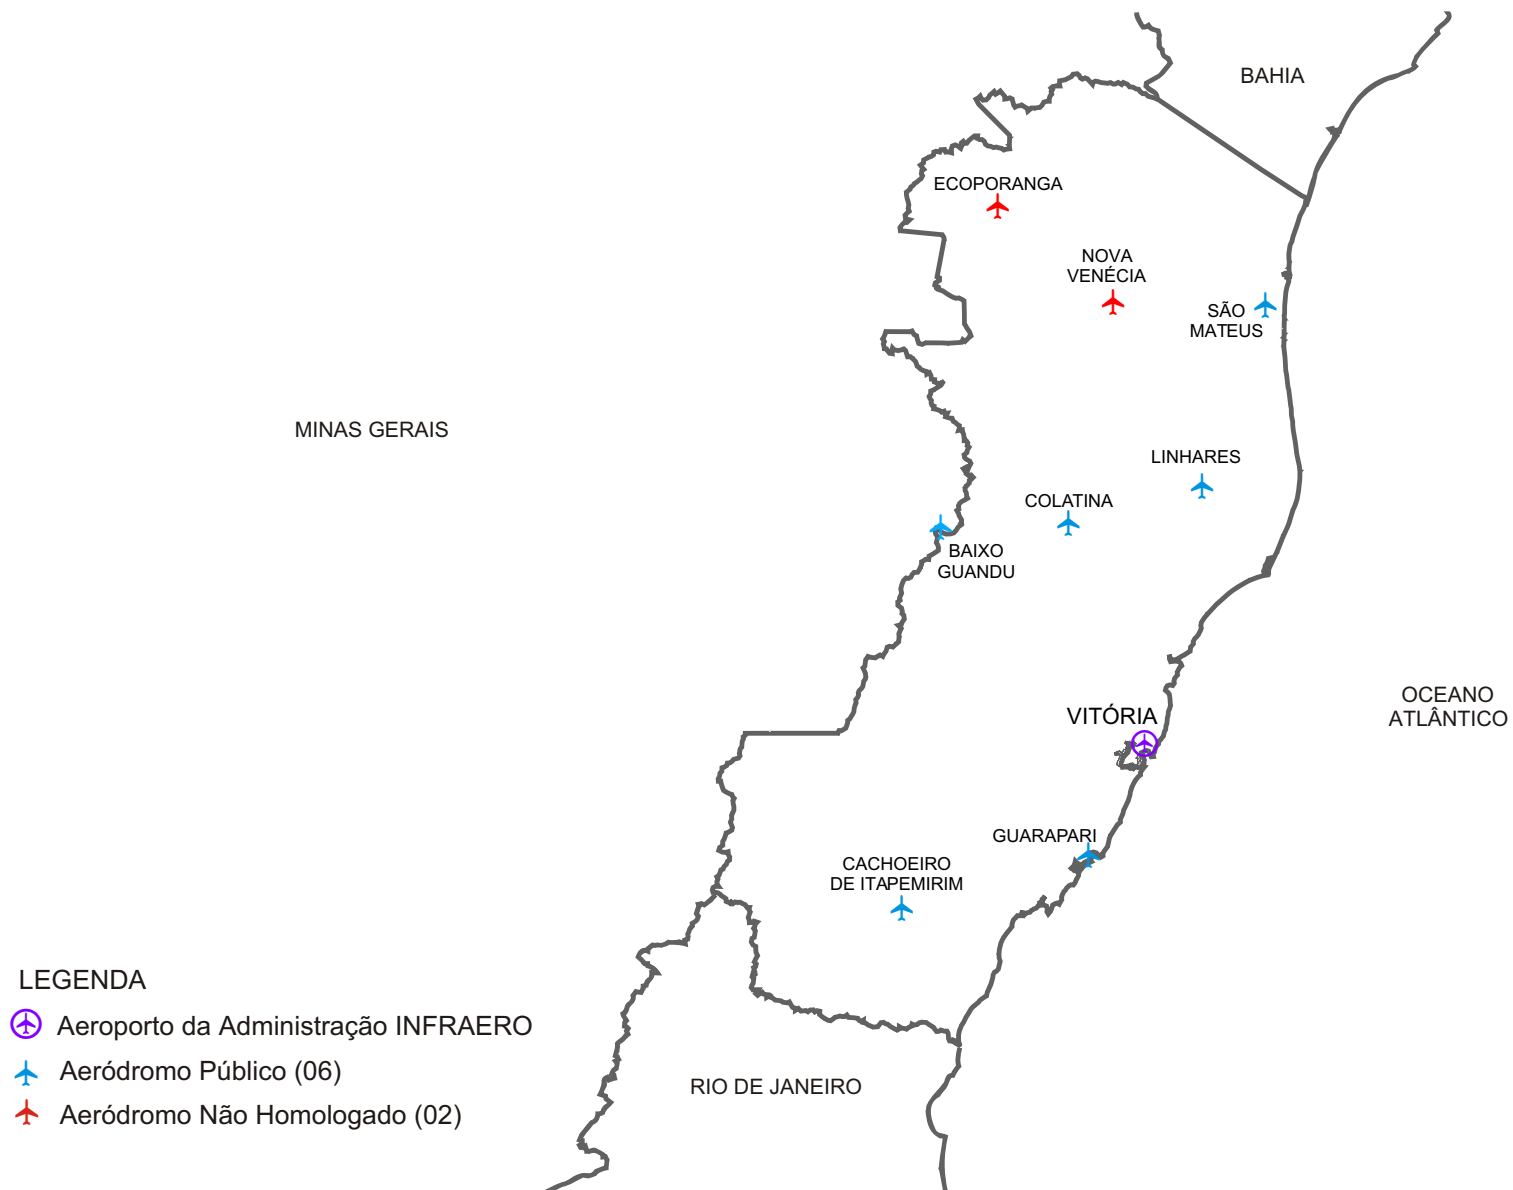 BAHIA
ECOPORANGA
NOVA
VENÉCIA
SÃO
MATEUS
MINAS GERAIS
LINHARES
COLATINA
BAIXO
GUANDU
OCEANO
ATLÂNTICO
VITÓRIA
GUARAPARI
CACHOEIRO
DE ITAPEMIRIM
LEGENDA
Aeroporto da Administração INFRAERO
Aeródromo Público (06)
Aeródromo Não Homologado (02)
RIO DE JANEIRO